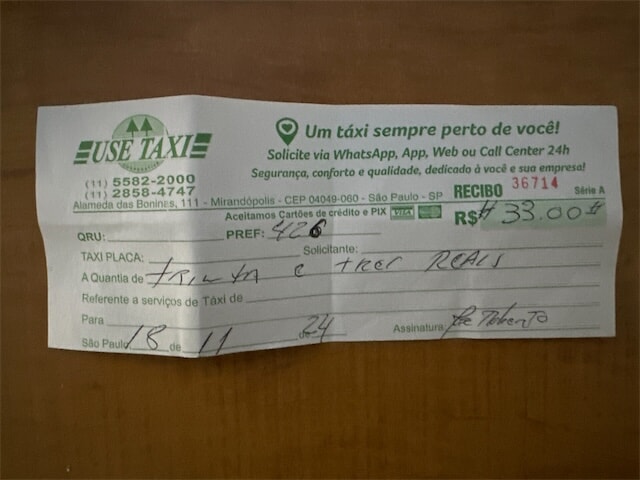 USE TAXI
(11) 5582-2000
(11) 2858-4747
Um táxi sempre perto de você!
Solicite via WhatsApp, App, Web ou Call Center 24h
Segurança, conforto e qualidade, dedicado à você e sua empresa!
Alameda das Boninas, 111 - Mirandópolis - CEP 04049-060 - São Paulo - SP
RECIBO 36714 Série A
Aceitamos Cartões de crédito e PIX VISA
R$ # 33.00 #
QRU: PREF: 426
TAXI PLACA: Solicitante:
A Quantia de trinta e tres REAIS
Referente a serviços de Táxi de
Para
São Paulo, 18 de 11 de 24 Assinatura: